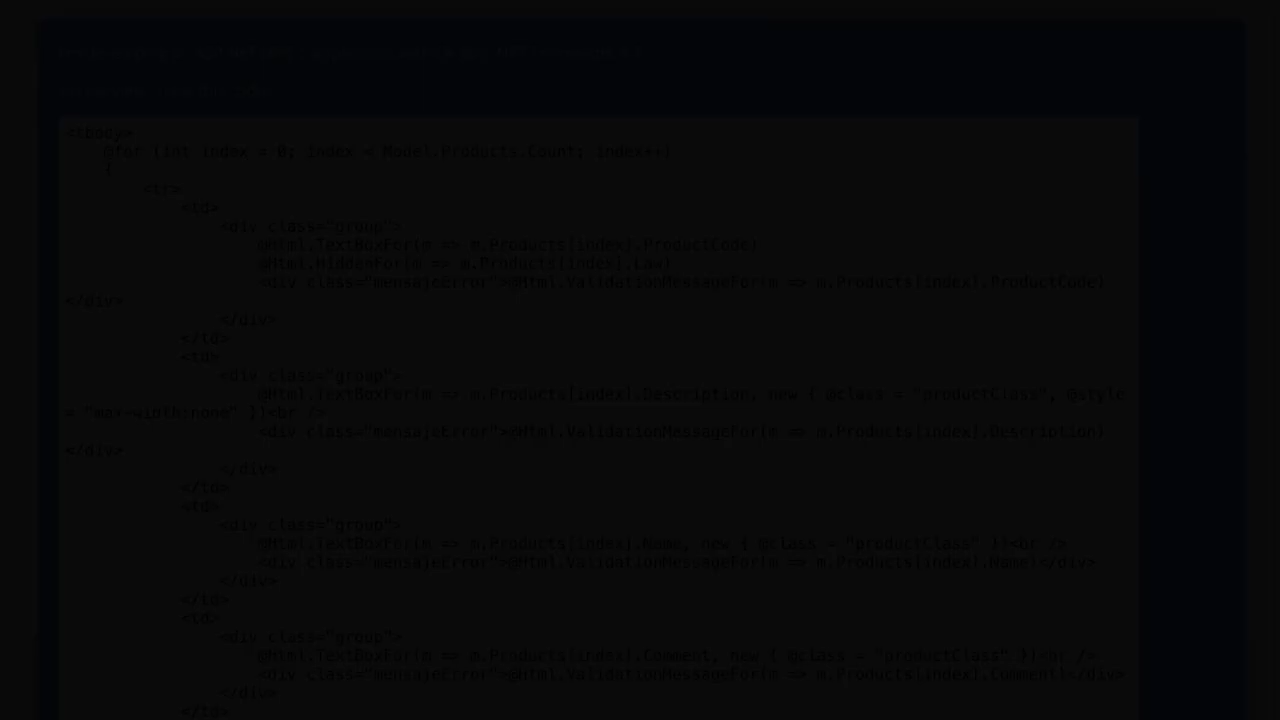 <tbody>
@for (int index = 0; index < Model.Products.Count; index++)
{
<tr>
<td>
<div class="group">
@Html.TextBoxFor(m => m.Products[index].ProductCode)
@Html.HiddenFor(m => m.Products[index].Law)
<div class="mensajeError">@Html.ValidationMessageFor(m => m.Products[index].ProductCode)
</div>
</div>
</td>
<td>
<div class="group">
@Html.TextBoxFor(m => m.Products[index].Description, new { @class = "productClass", @style
= "max-width:none" })<br />
<div class="mensajeError">@Html.ValidationMessageFor(m => m.Products[index].Description)
</div>
</div>
</td>
<td>
<div class="group">
@Html.TextBoxFor(m => m.Products[index].Name, new { @class = "productClass" })<br />
<div class="mensajeError">@Html.ValidationMessageFor(m => m.Products[index].Name)</div>
</div>
</td>
<td>
<div class="group">
@Html.TextBoxFor(m => m.Products[index].Comment, new { @class = "productClass" })<br />
<div class="mensajeError">@Html.ValidationMessageFor(m => m.Products[index].Comment)</div>
</div>
</td>